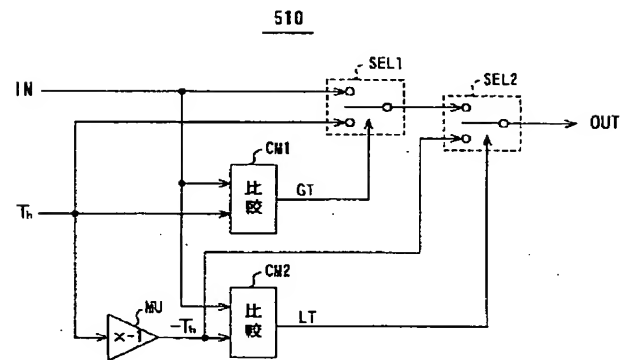 510
SEL1
SEL2
IN
OUT
CM1
比較
GT
Th
CM2
MU
×-1
-Th
比較
LT